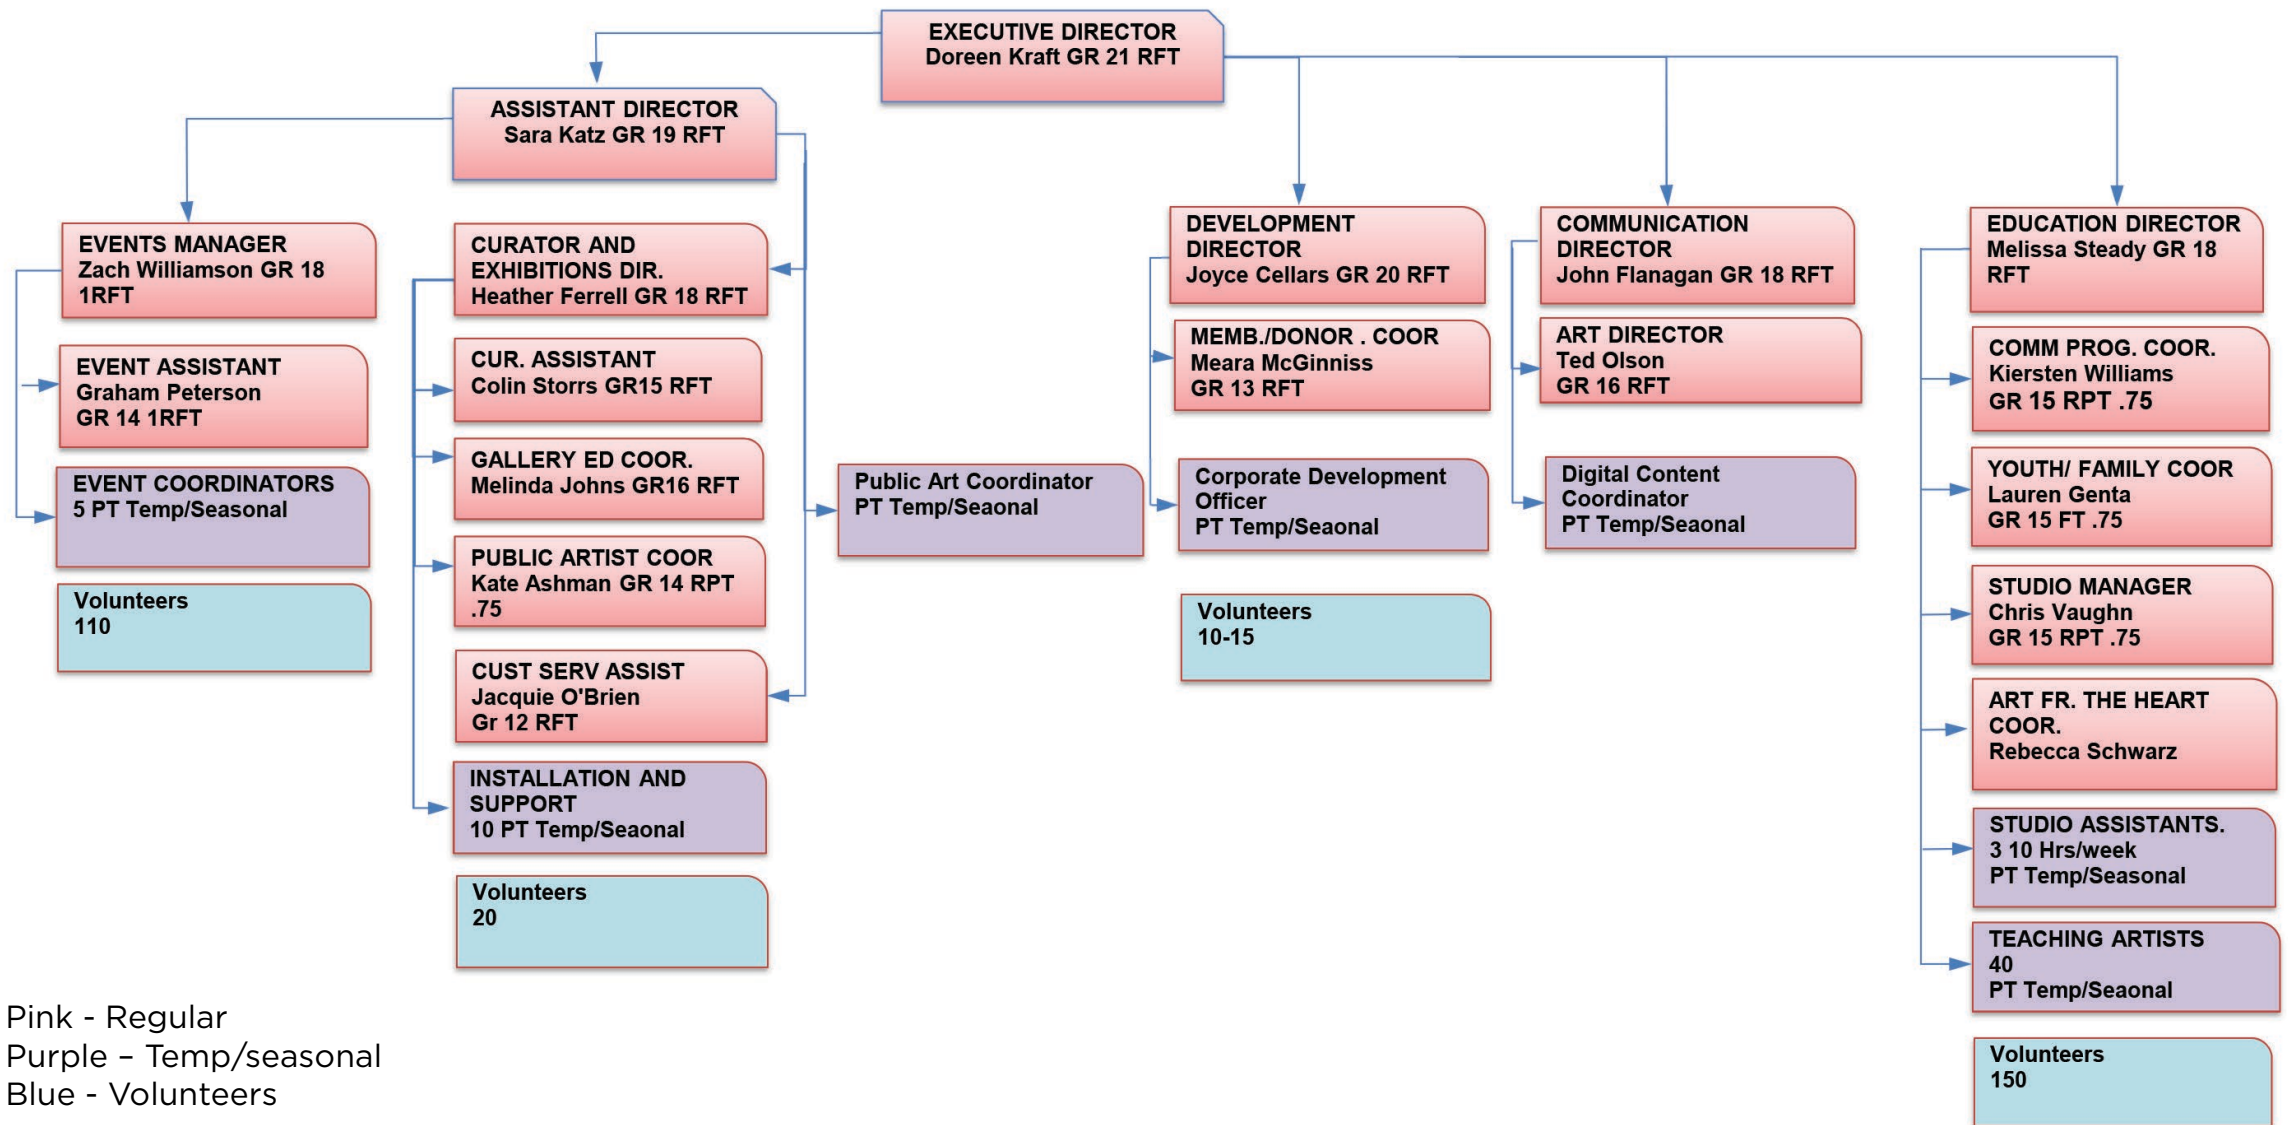 EXECUTIVE DIRECTOR
Doreen Kraft GR 21 RFT
ASSISTANT DIRECTOR
Sara Katz GR 19 RFT
EVENTS MANAGER
Zach Williamson GR 18
1RFT
EVENT ASSISTANT
Graham Peterson
GR 14 1RFT
EVENT COORDINATORS
5 PT Temp/Seasonal
Volunteers
110
CURATOR AND
EXHIBITIONS DIR.
Heather Ferrell GR 18 RFT
CUR. ASSISTANT
Colin Storrs GR15 RFT
GALLERY ED COOR.
Melinda Johns GR16 RFT
PUBLIC ARTIST COOR
Kate Ashman GR 14 RPT
.75
CUST SERV ASSIST
Jacquie O'Brien
Gr 12 RFT
INSTALLATION AND
SUPPORT
10 PT Temp/Seaonal
Volunteers
20
Public Art Coordinator
PT Temp/Seaonal
DEVELOPMENT
DIRECTOR
Joyce Cellars GR 20 RFT
MEMB./DONOR . COOR
Meara McGinniss
GR 13 RFT
Corporate Development
Officer
PT Temp/Seaonal
Volunteers
10-15
COMMUNICATION
DIRECTOR
John Flanagan GR 18 RFT
ART DIRECTOR
Ted Olson
GR 16 RFT
Digital Content
Coordinator
PT Temp/Seaonal
EDUCATION DIRECTOR
Melissa Steady GR 18
RFT
COMM PROG. COOR.
Kiersten Williams
GR 15 RPT .75
YOUTH/ FAMILY COOR
Lauren Genta
GR 15 FT .75
STUDIO MANAGER
Chris Vaughn
GR 15 RPT .75
ART FR. THE HEART
COOR.
Rebecca Schwarz
STUDIO ASSISTANTS.
3 10 Hrs/week
PT Temp/Seasonal
TEACHING ARTISTS
40
PT Temp/Seaonal
Volunteers
150
Pink - Regular
Purple – Temp/seasonal
Blue - Volunteers